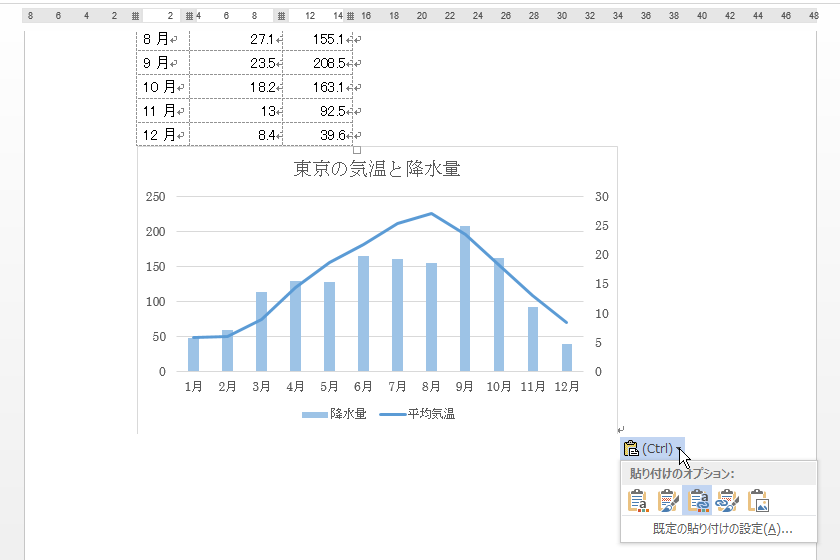 8 6 4 2 2 4 6 8 10 12 14 16 18 20 22 24 26 28 30 32 34 36 38 40 42 44 46 48
8 月 27.1 155.1
9 月 23.5 208.5
10 月 18.2 163.1
11 月 13 92.5
12 月 8.4 39.6
東京の気温と降水量
250 30
200 25
150 20
100 15
50 10
0 5
0
1月 2月 3月 4月 5月 6月 7月 8月 9月 10月 11月 12月
降水量 平均気温
(Ctrl)
貼り付けのオプション:
a a a
既定の貼り付けの設定(A)...